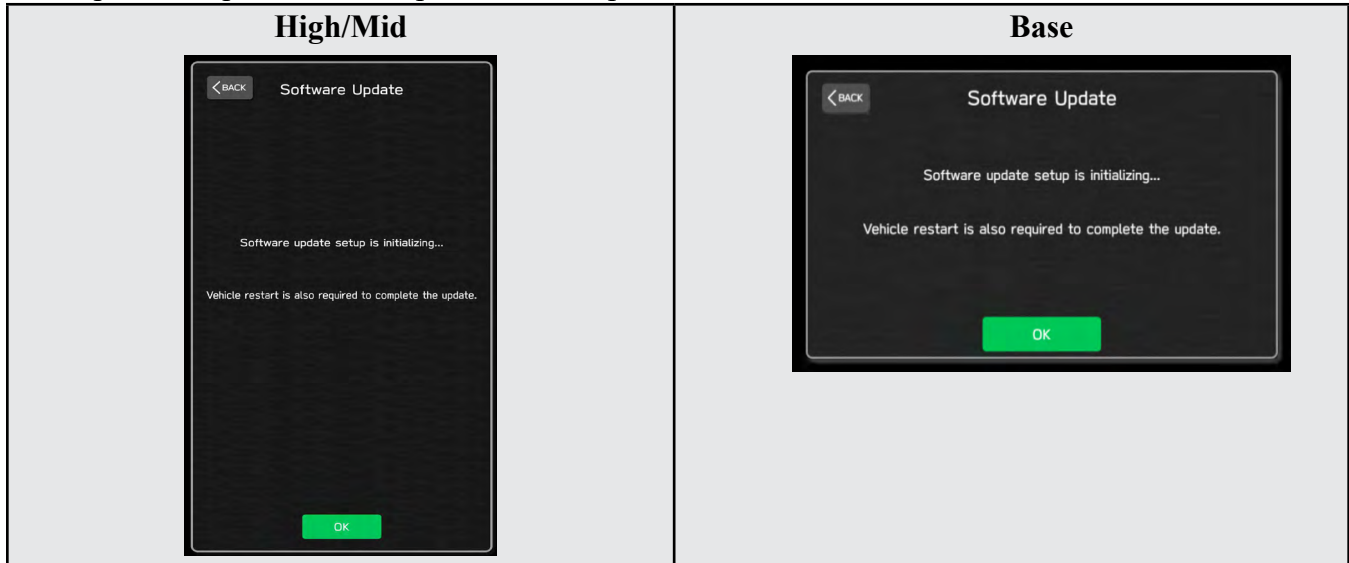 High/Mid
BACK Software Update
Software update setup is initializing...
Vehicle restart is also required to complete the update.
OK
Base
BACK Software Update
Software update setup is initializing...
Vehicle restart is also required to complete the update.
OK